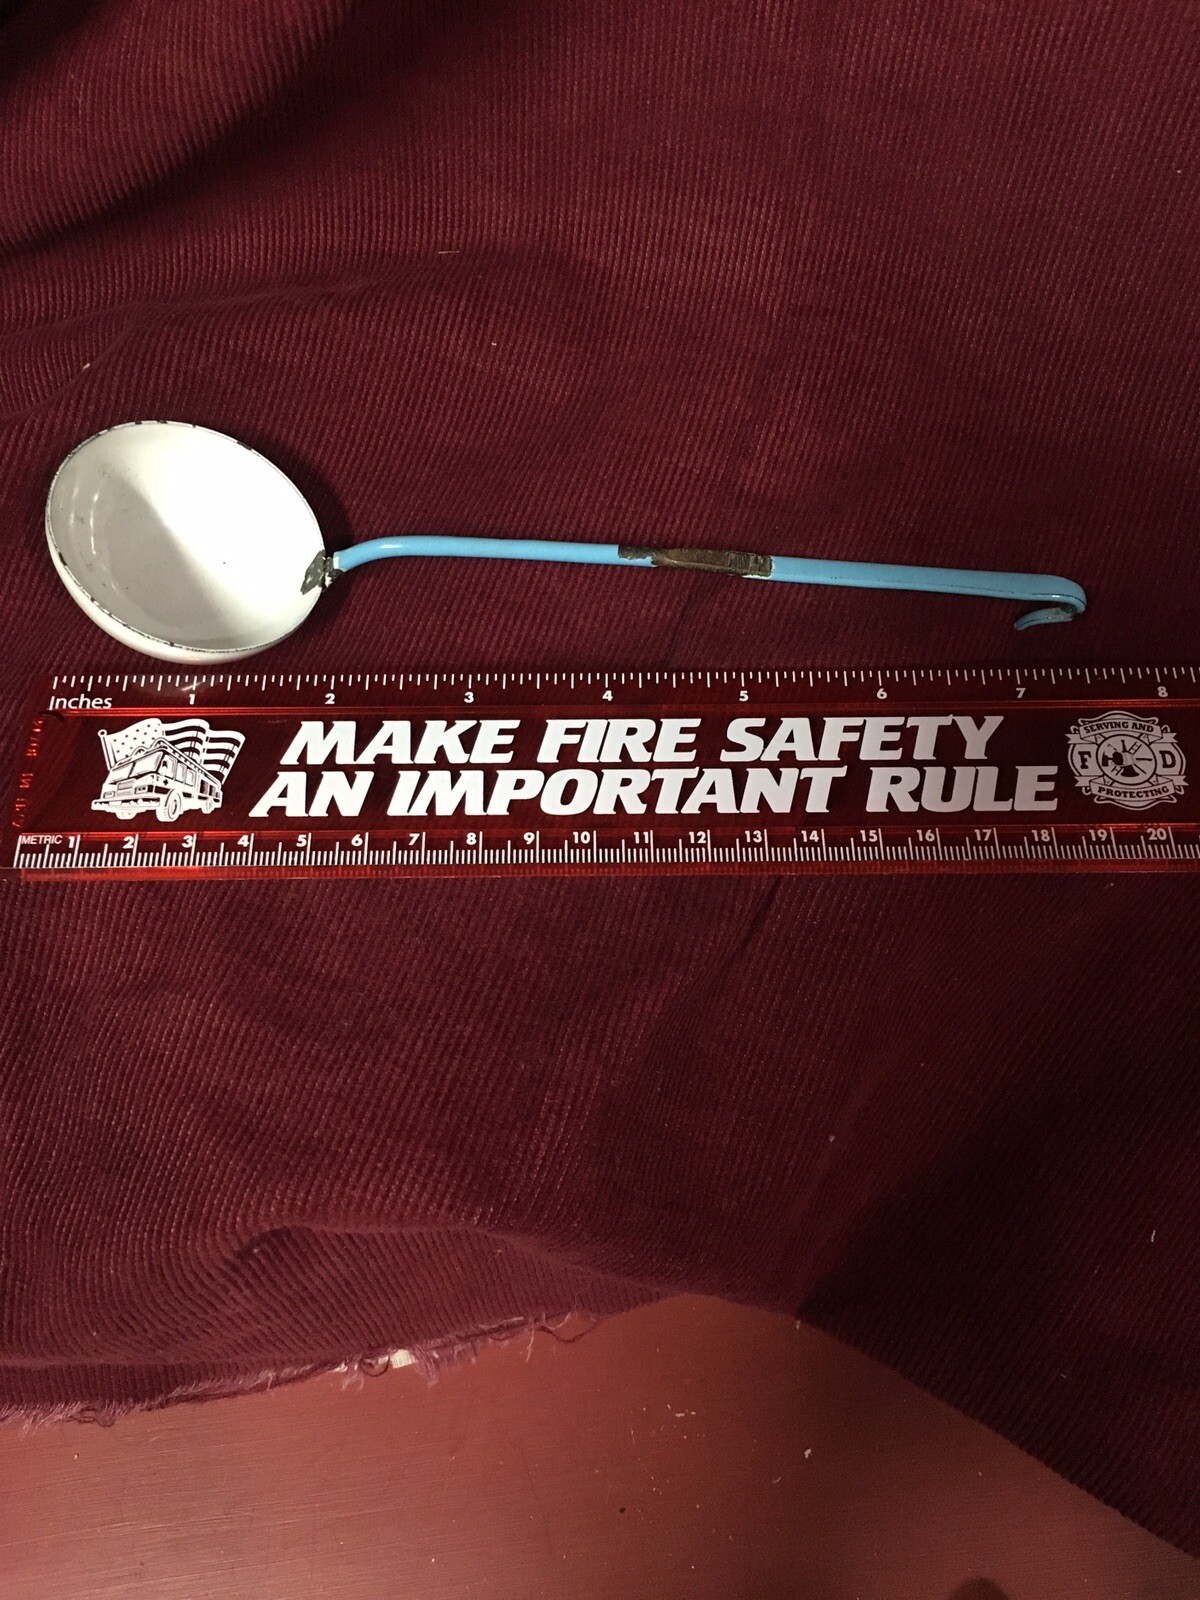 Inches 1 2 3 4 5 6 7 8
MAKE FIRE SAFETY
AN IMPORTANT RULE
SERVING AND
F D
PROTECTING
METRIC 1 2 3 4 5 6 7 8 9 10 11 12 13 14 15 16 17 18 19 20